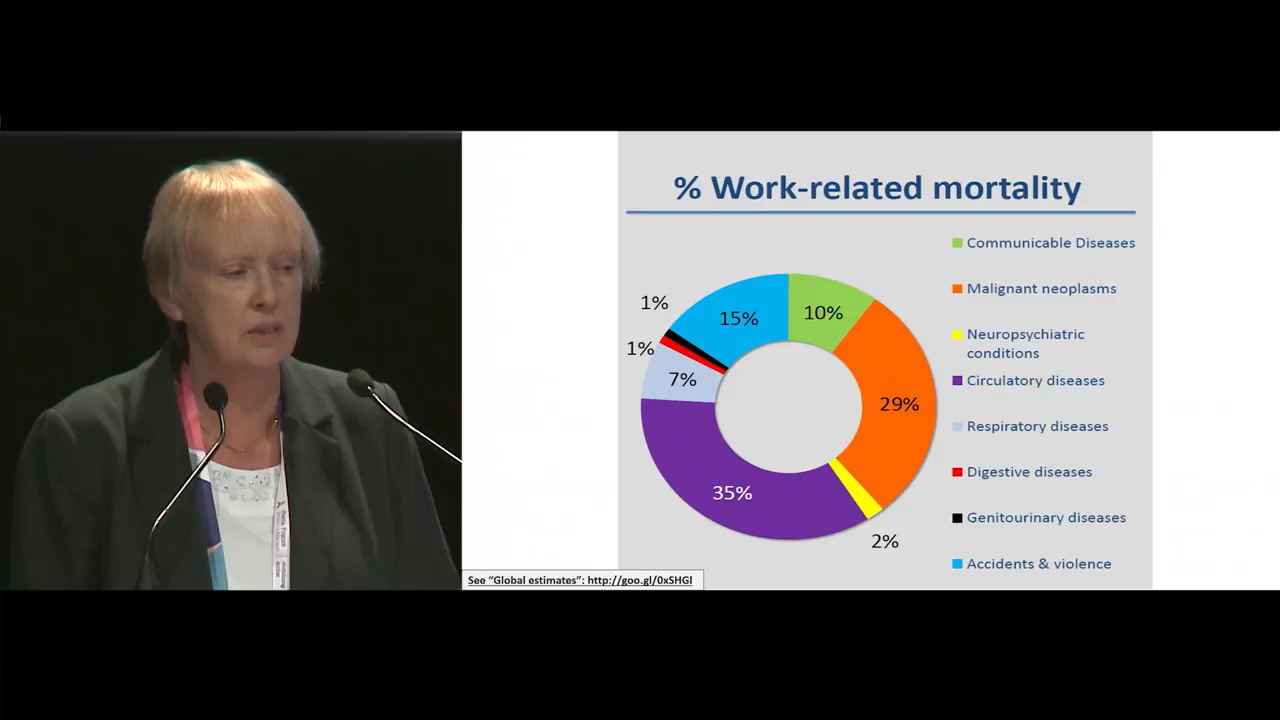 % Work-related mortality
Communicable Diseases
Malignant neoplasms
Neuropsychiatric
conditions
Circulatory diseases
Respiratory diseases
Digestive diseases
Genitourinary diseases
Accidents & violence
1%
15%
10%
1%
7%
29%
35%
2%
See “Global estimates”: http://goo.gl/0xSHGI